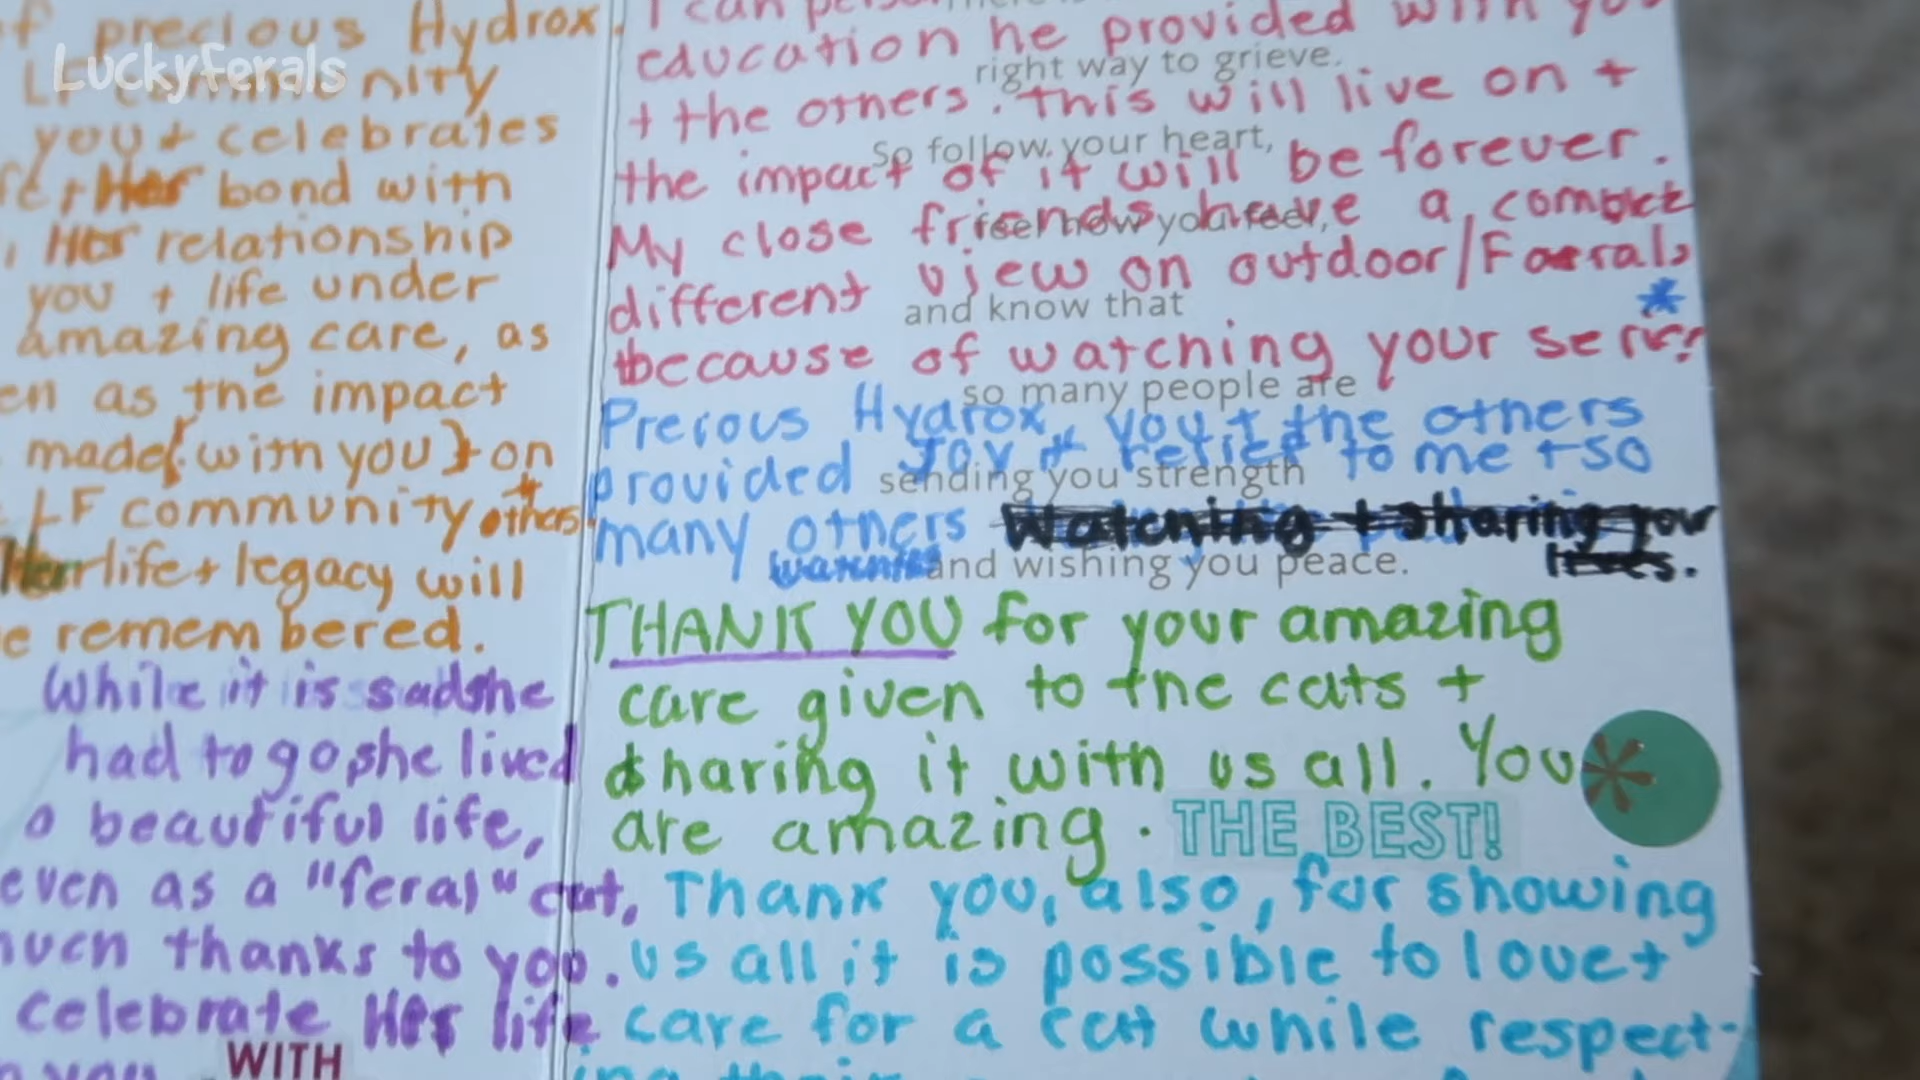 LuckyFerals
of precious Hydrox.
LF community
you + celebrates
bond with
Her relationship
you + life under
amazing care, as
en as the impact
made {with you} + on
LF community + others
Her life + legacy will
e remembered.
While it is sad she
had to go, she lived
a beautiful life,
even as a "feral" cat,
much thanks to you.
celebrate Her life
WITH
I can
education he provided with you
right way to grieve.
+ the others. This will live on +
So follow your heart,
the impact of it will be forever.
My close friends have a
feel how you feel,
different view on outdoor/Ferals
and know that
*
because of watching your
so many people are
Precous Hydrox, you + the others
provided joy + relief to me + so
sending you strength
many others Watching + sharing your
lives.
and wishing you peace.
THANK YOU for your amazing
care given to the cats +
sharing it with us all. You
are amazing. THE BEST!
Thank you, also, for showing
us all it is possible to love +
care for a cat while respect-
ing their